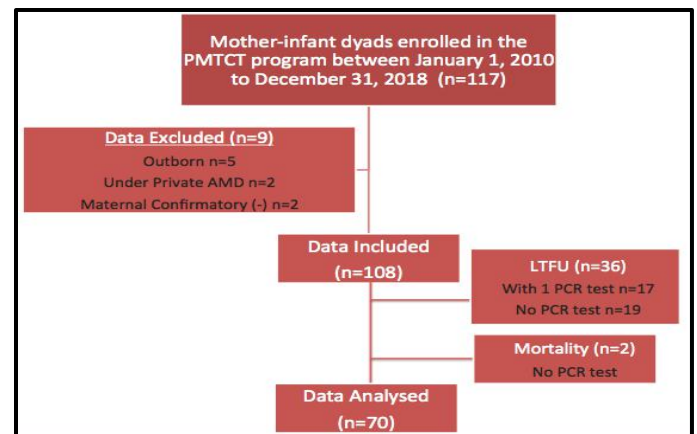 Mother-infant dyads enrolled in the
PMTCT program between January 1, 2010
to December 31, 2018 (n=117)
Data Excluded (n=9)
Outborn n=5
Under Private AMD n=2
Maternal Confirmatory (-) n=2
Data Included
(n=108)
LTFU (n=36)
With 1 PCR test n=17
No PCR test n=19
Mortality (n=2)
No PCR test
Data Analysed
(n=70)